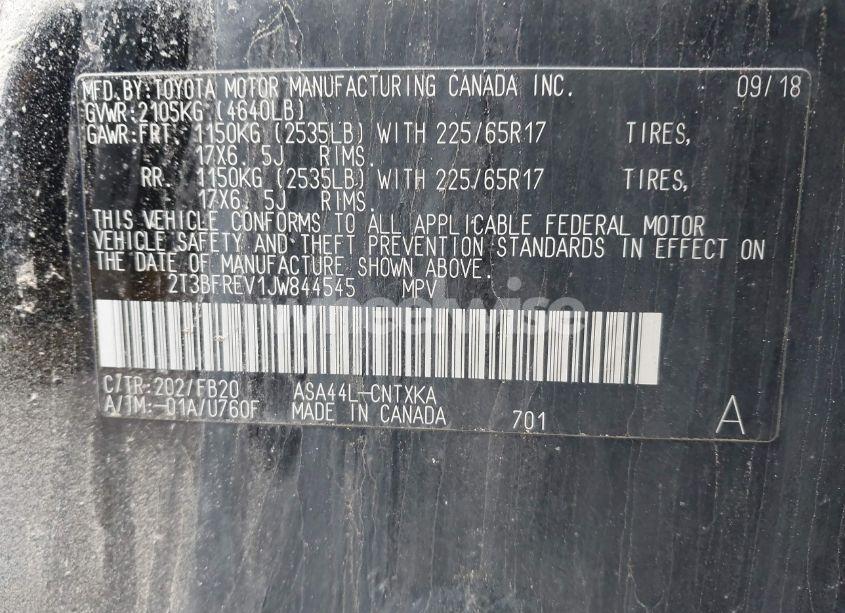 MFD.BY:TOYOTA MOTOR MANUFACTURING CANADA INC. 09/18
GVWR:2105KG (4640LB)
GAWR:FRT. 1150KG (2535LB) WITH 225/65R17 TIRES,
17X6. 5J RIMS.
RR. 1150KG (2535LB) WITH 225/65R17 TIRES,
17X6. 5J RIMS.
THIS VEHICLE CONFORMS TO ALL APPLICABLE FEDERAL MOTOR
VEHICLE SAFETY AND THEFT PREVENTION STANDARDS IN EFFECT ON
THE DATE OF MANUFACTURE SHOWN ABOVE.
2T3BFREV1JW844545 MPV
wheelwise
C/TR:202/FB20 ASA44L-CNTXKA
A/TM:-01A/U760F MADE IN CANADA 701 A